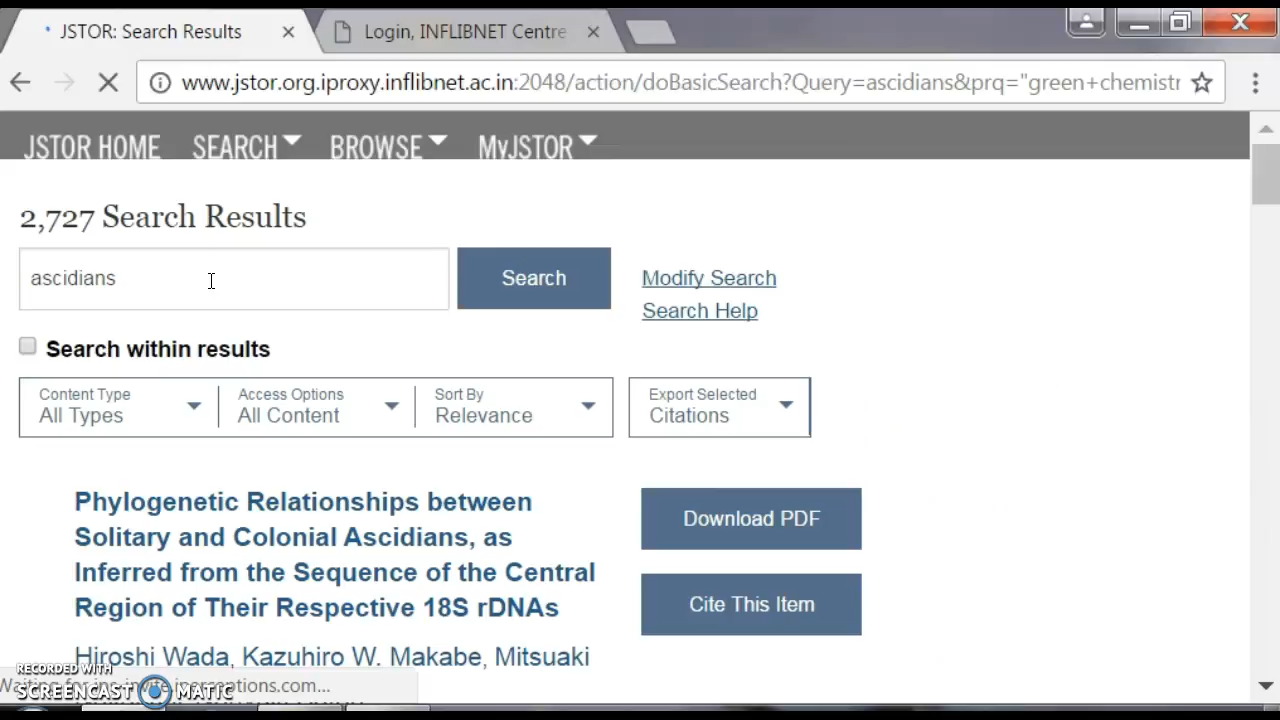 JSTOR: Search Results
Login, INFLIBNET Centre
www.jstor.org.iproxy.inflibnet.ac.in:2048/action/doBasicSearch?Query=ascidians&prq="green+chemistr
JSTOR HOME SEARCH BROWSE MyJSTOR
2,727 Search Results
ascidians
Search
Modify Search
Search Help
Search within results
Content Type
All Types
Access Options
All Content
Sort By
Relevance
Export Selected
Citations
Phylogenetic Relationships between
Solitary and Colonial Ascidians, as
Inferred from the Sequence of the Central
Region of Their Respective 18S rDNAs
Hiroshi Wada, Kazuhiro W. Makabe, Mitsuaki
Download PDF
Cite This Item
RECORDED WITH
SCREENCAST MATIC